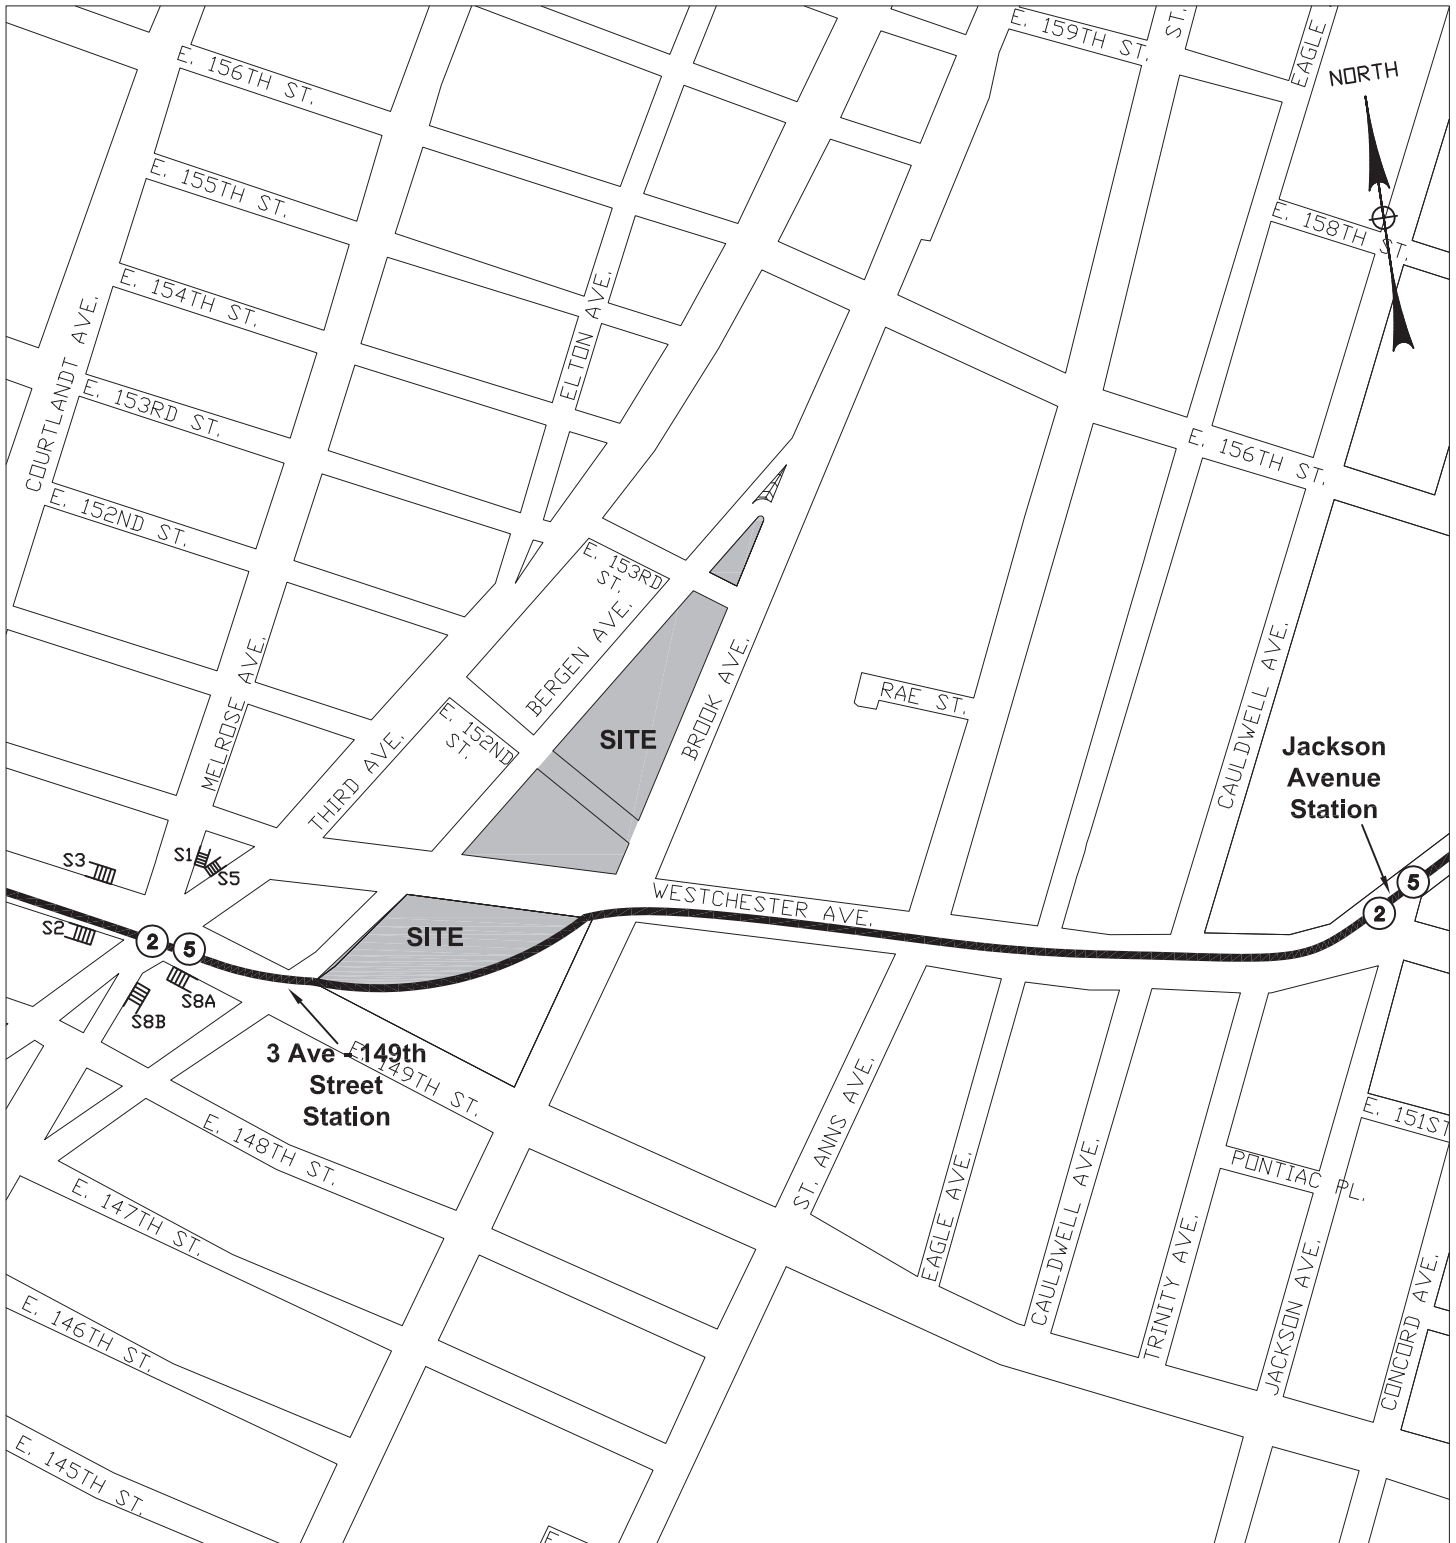 E. 159TH ST.
ST.
EAGLE
E. 156TH ST.
NORTH
E. 155TH ST.
E. 158TH ST.
E. 154TH ST.
COURTLANDT AVE.
ELTON AVE.
E. 153RD ST.
E. 156TH ST.
E. 152ND ST.
E. 153RD
ST.
BERGEN AVE.
MELROSE AVE.
BROOK AVE.
RAE ST.
CAULDWELL AVE.
E. 152ND
ST.
SITE
THIRD AVE.
Jackson
Avenue
Station
S1
S3
S5
5
WESTCHESTER AVE.
2
S2
2
5
SITE
S8A
S8B
3 Ave - 149th
Street
Station
E. 149TH ST.
ST. ANNS AVE.
E. 151ST
E. 148TH ST.
PONTIAC PL.
EAGLE AVE.
CAULDWELL AVE.
TRINITY AVE.
JACKSON AVE.
CONCORD AVE.
E. 147TH ST.
E. 146TH ST.
E. 145TH ST.
E.